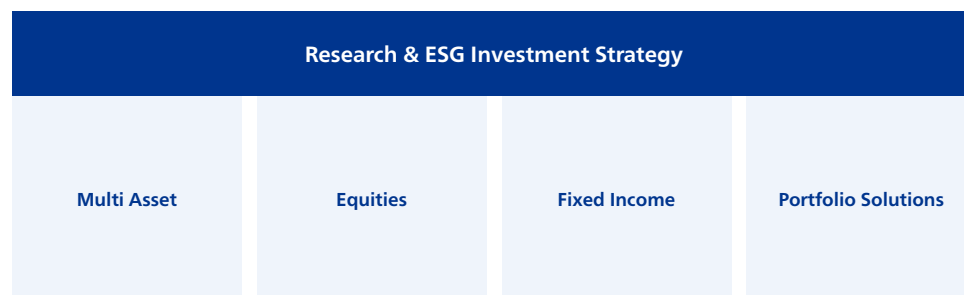 Research & ESG Investment Strategy
Multi Asset
Equities
Fixed Income
Portfolio Solutions